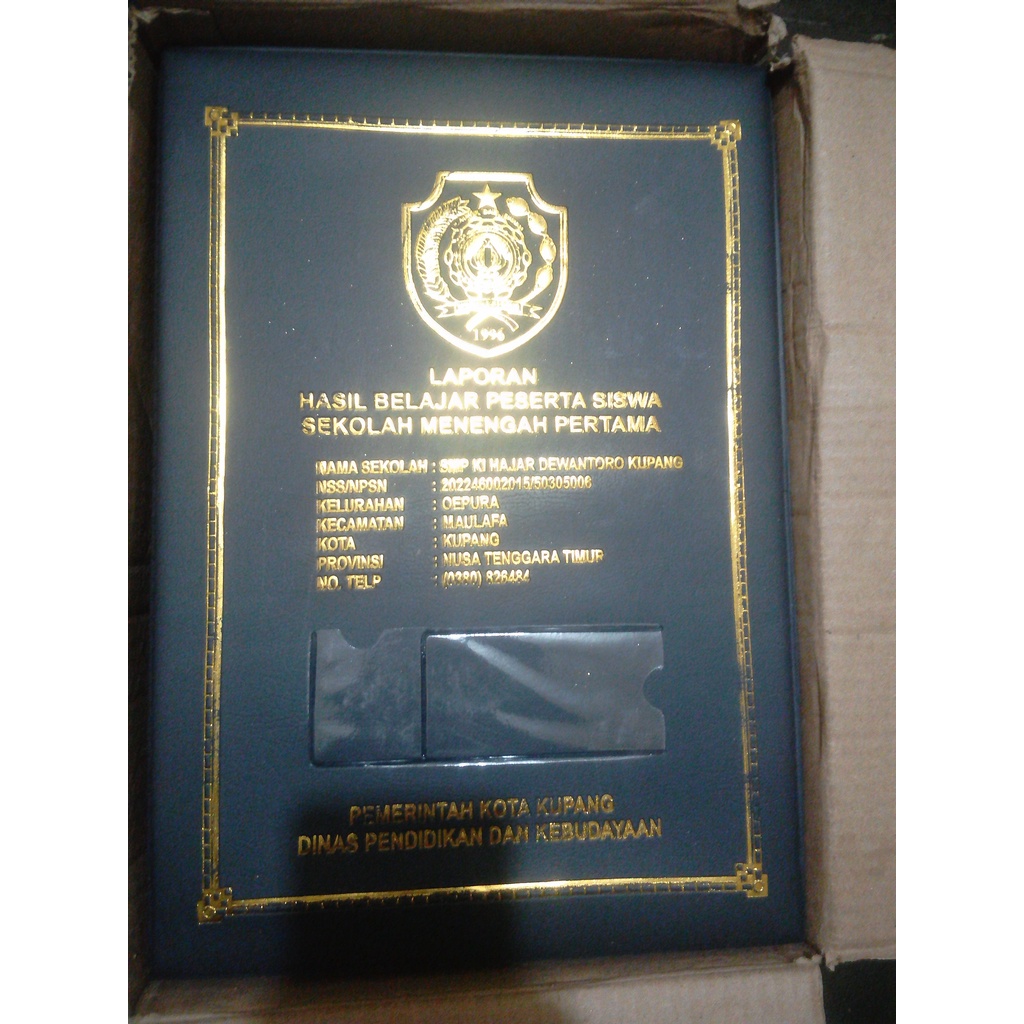 1996
LAPORAN
HASIL BELAJAR PESERTA SISWA
SEKOLAH MENENGAH PERTAMA
NAMA SEKOLAH : SMP KI HAJAR DEWANTORO KUPANG
NSS/NPSN : 202246002015/50305006
KELURAHAN : OEPURA
KECAMATAN : MAULAFA
KOTA : KUPANG
PROVINSI : NUSA TENGGARA TIMUR
NO. TELP : (0380) 826484
PEMERINTAH KOTA KUPANG
DINAS PENDIDIKAN DAN KEBUDAYAAN